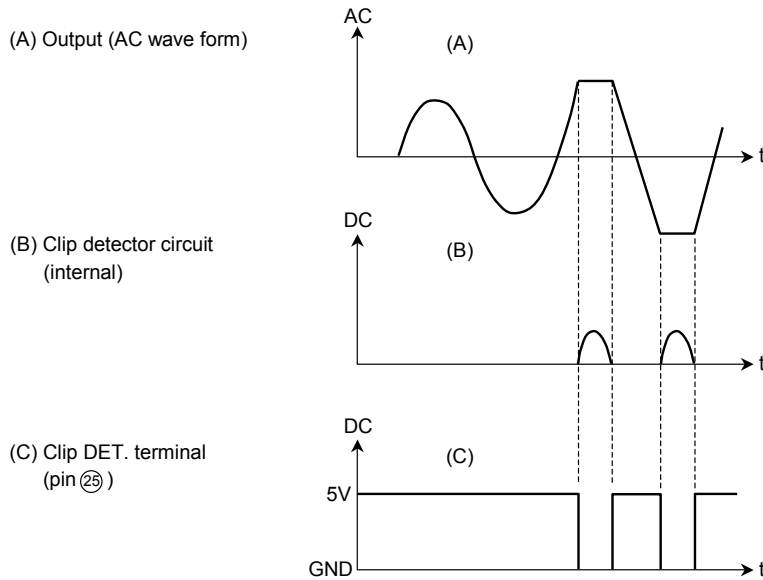 AC
(A) Output (AC wave form)
(A)
t
DC
(B) Clip detector circuit
(internal)
(B)
t
DC
(C) Clip DET. terminal
(pin ㉕ )
(C)
5V
GND
t